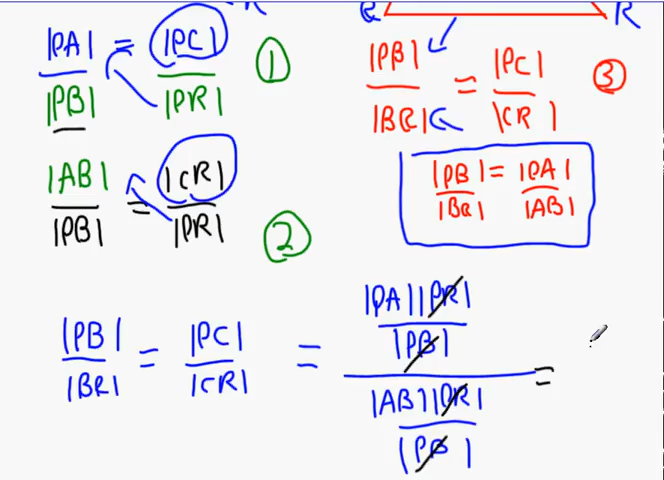 Q R
|PA| / |PB| = |PC| / |PR| 1
|PB| / |BR| = |PC| / |CR| 3
|AB| / |PB| = |CR| / |PR| 2
|PB| / |BQ| = |PA| / |AB|
|PB| / |BR| = |PC| / |CR| = (|PA||PR| / |PB|) / (|AB||PR| / |PB|) =